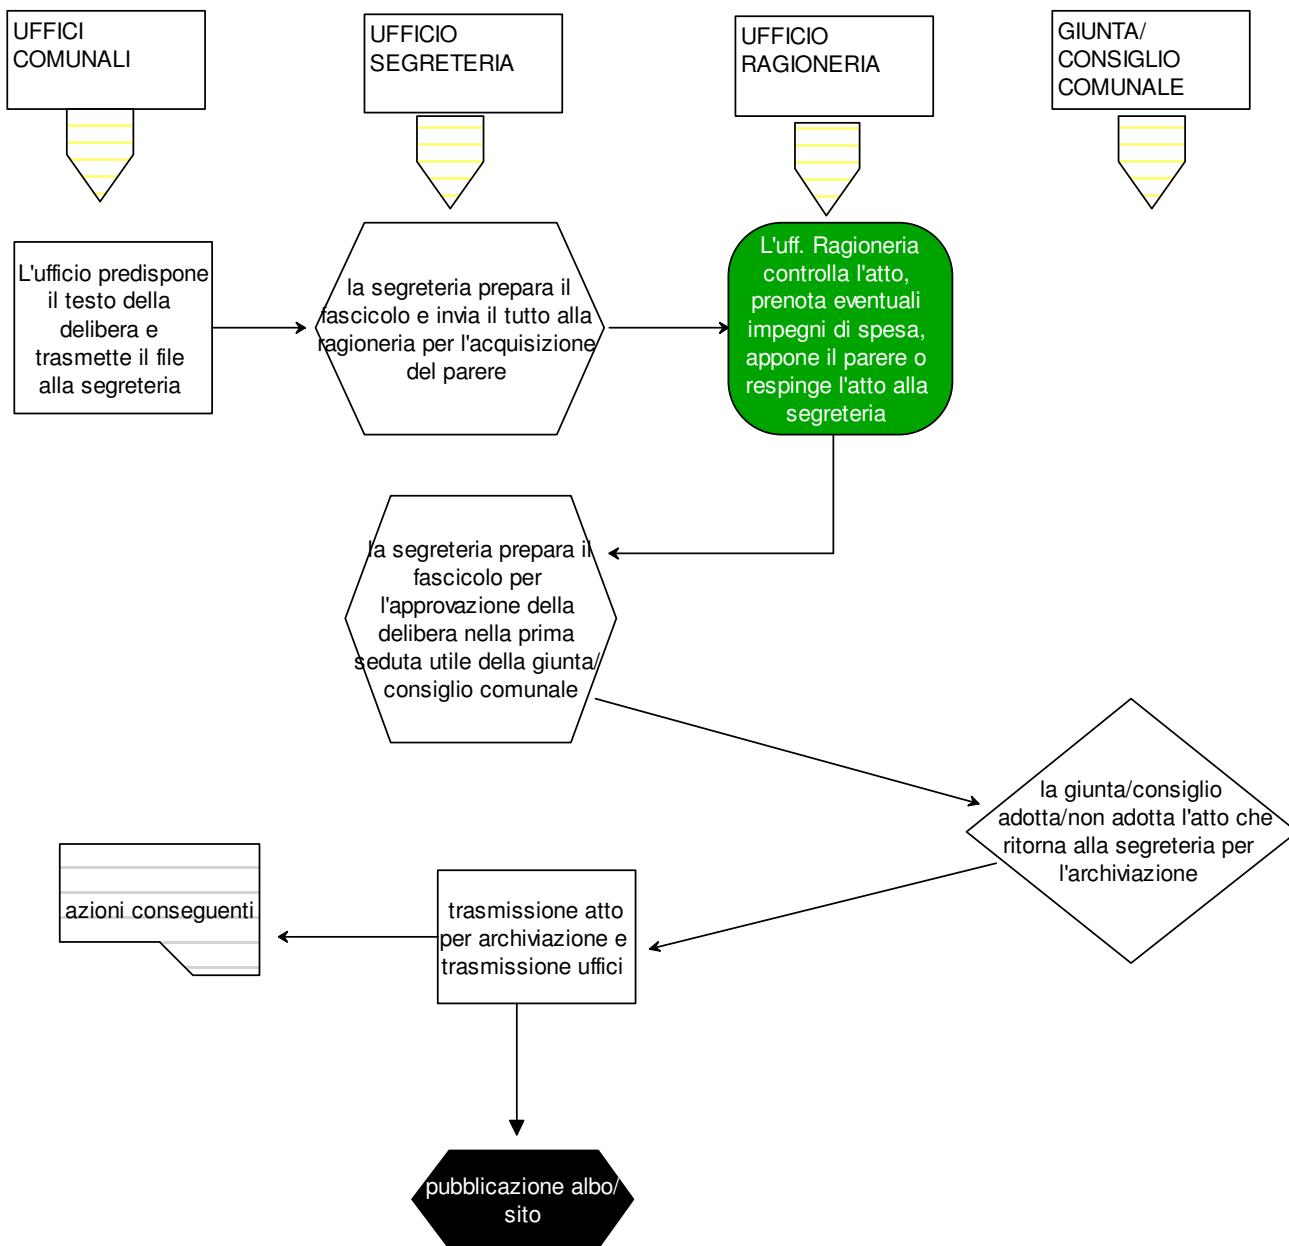 UFFICI
COMUNALI
UFFICIO
SEGRETERIA
UFFICIO
RAGIONERIA
GIUNTA/
CONSIGLIO
COMUNALE
L'ufficio predispone
il testo della
delibera e
trasmette il file
alla segreteria
la segreteria prepara il
fascicolo e invia il tutto alla
ragioneria per l'acquisizione
del parere
L'uff. Ragioneria
controlla l'atto,
prenota eventuali
impegni di spesa,
appone il parere o
respinge l'atto alla
segreteria
la segreteria prepara il
fascicolo per
l'approvazione della
delibera nella prima
seduta utile della giunta/
consiglio comunale
la giunta/consiglio
adotta/non adotta l'atto che
ritorna alla segreteria per
l'archiviazione
azioni conseguenti
trasmissione atto
per archiviazione e
trasmissione uffici
pubblicazione albo/
sito